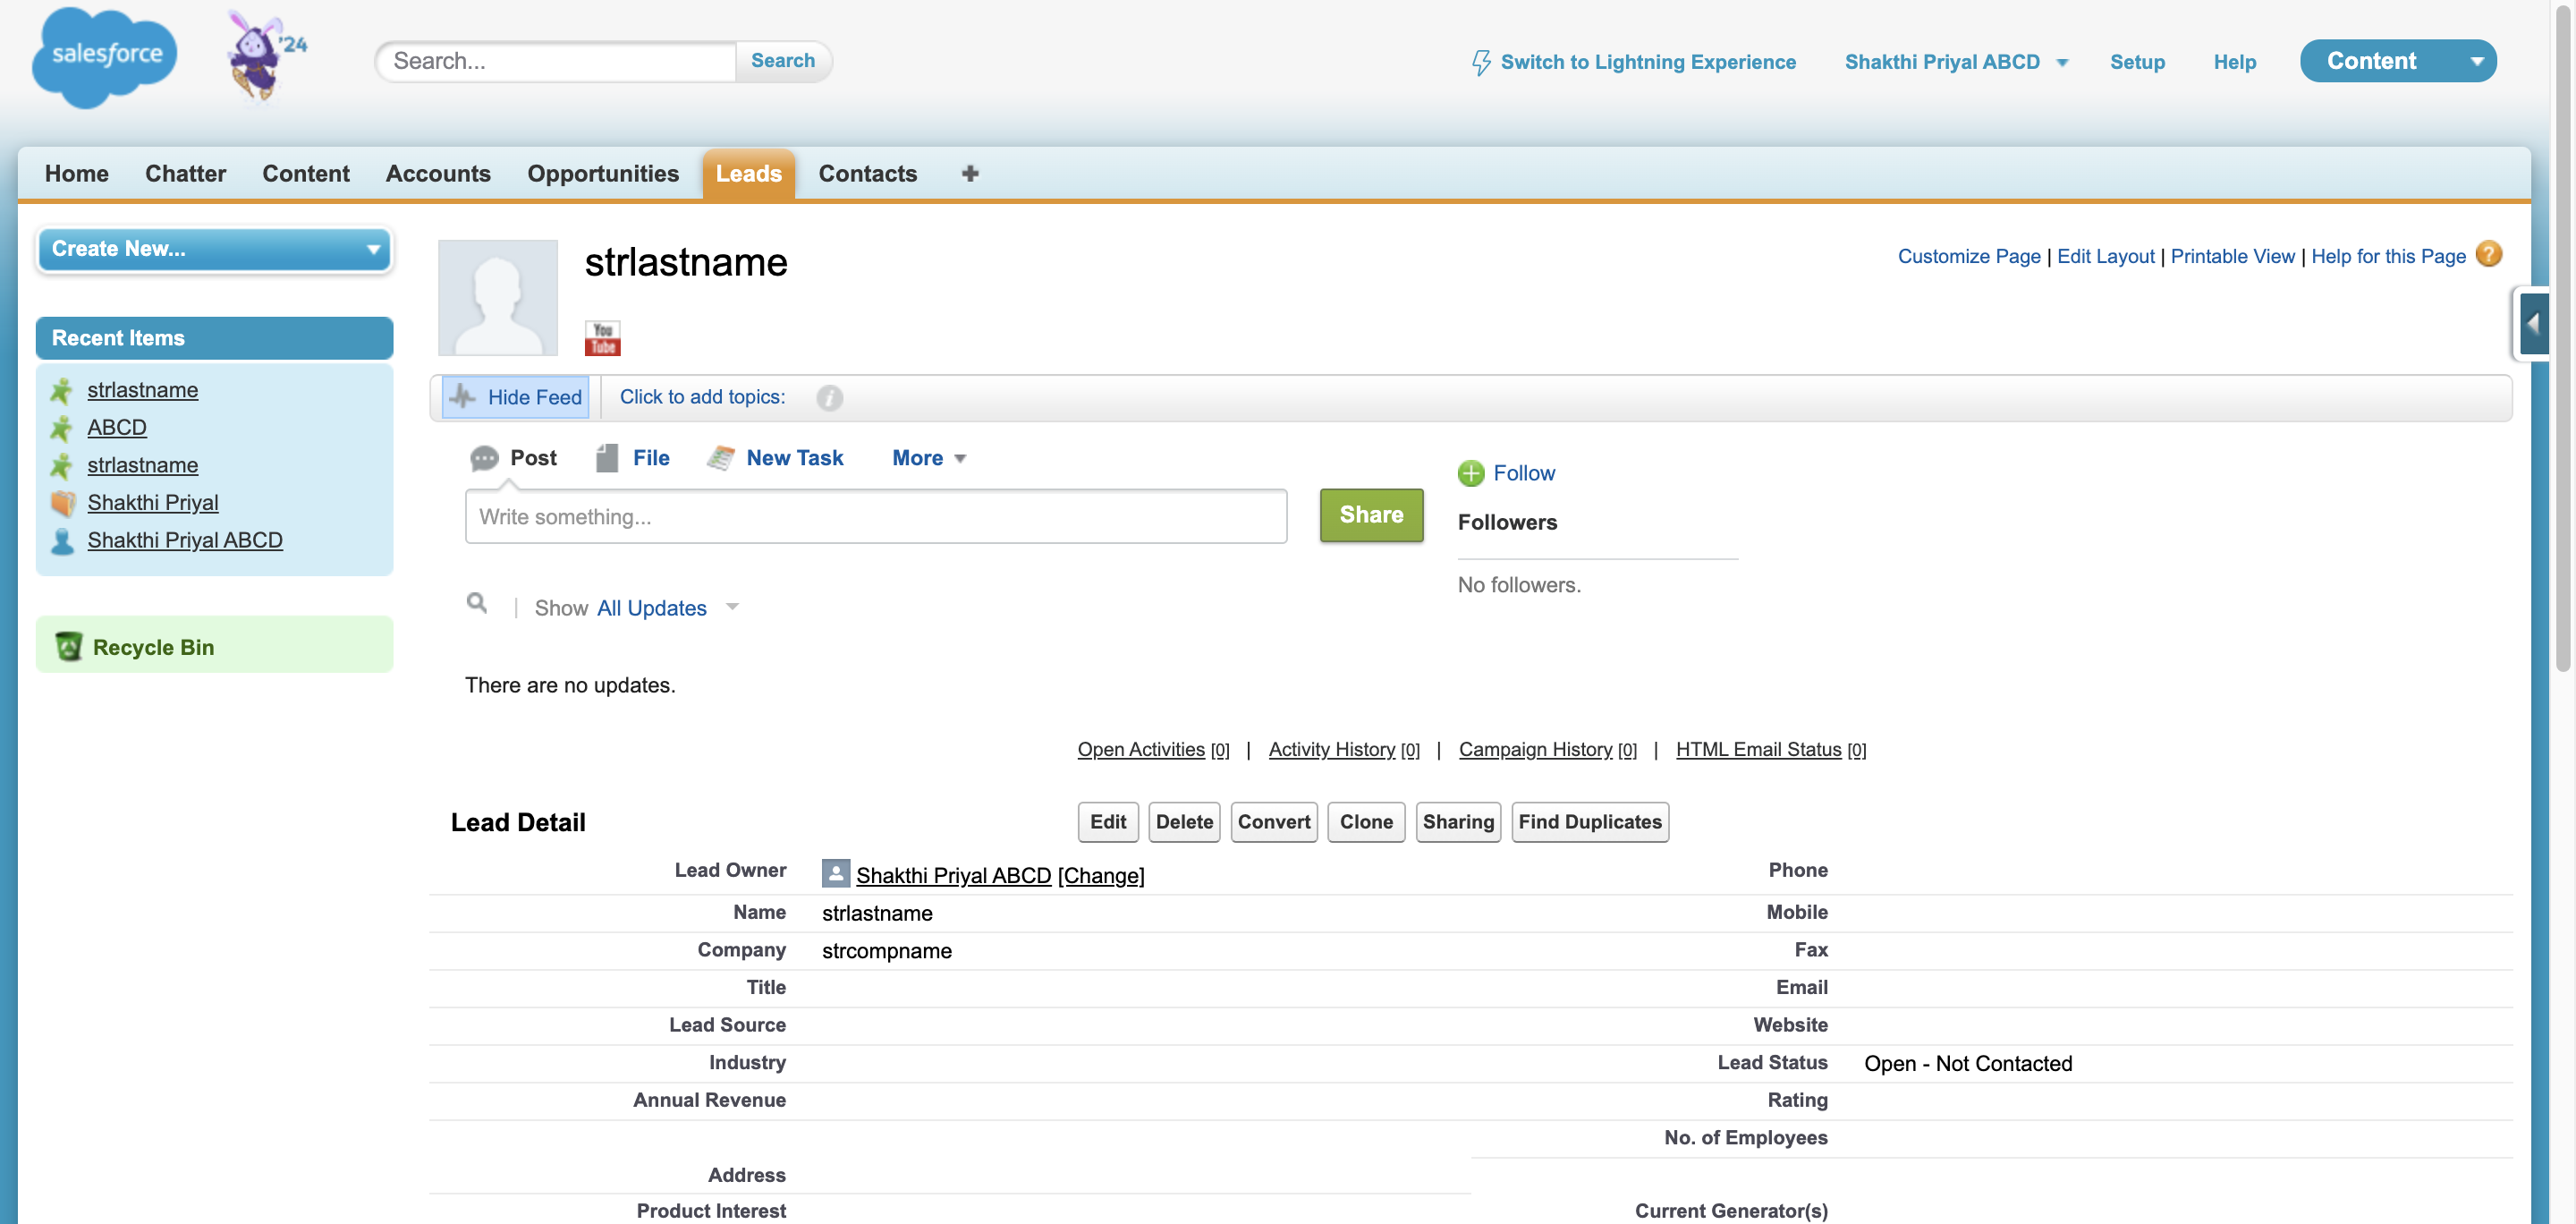 salesforce
'24
Search...
Search
Switch to Lightning Experience
Shakthi Priyal ABCD
Setup
Help
Content
Home
Chatter
Content
Accounts
Opportunities
Leads
Contacts
Create New...
Recent Items
strlastname
ABCD
strlastname
Shakthi Priyal
Shakthi Priyal ABCD
Recycle Bin
strlastname
Customize Page | Edit Layout | Printable View | Help for this Page ?
You
Tube
Hide Feed
Click to add topics: i
Post
File
New Task
More
Write something...
Share
Follow
Followers
No followers.
Show All Updates
There are no updates.
Open Activities [0] | Activity History [0] | Campaign History [0] | HTML Email Status [0]
Lead Detail
Edit
Delete
Convert
Clone
Sharing
Find Duplicates
Lead Owner Shakthi Priyal ABCD [Change]
Phone
Name strlastname
Mobile
Company strcompname
Fax
Title
Email
Lead Source
Website
Industry
Lead Status Open - Not Contacted
Annual Revenue
Rating
No. of Employees
Address
Product Interest
Current Generator(s)